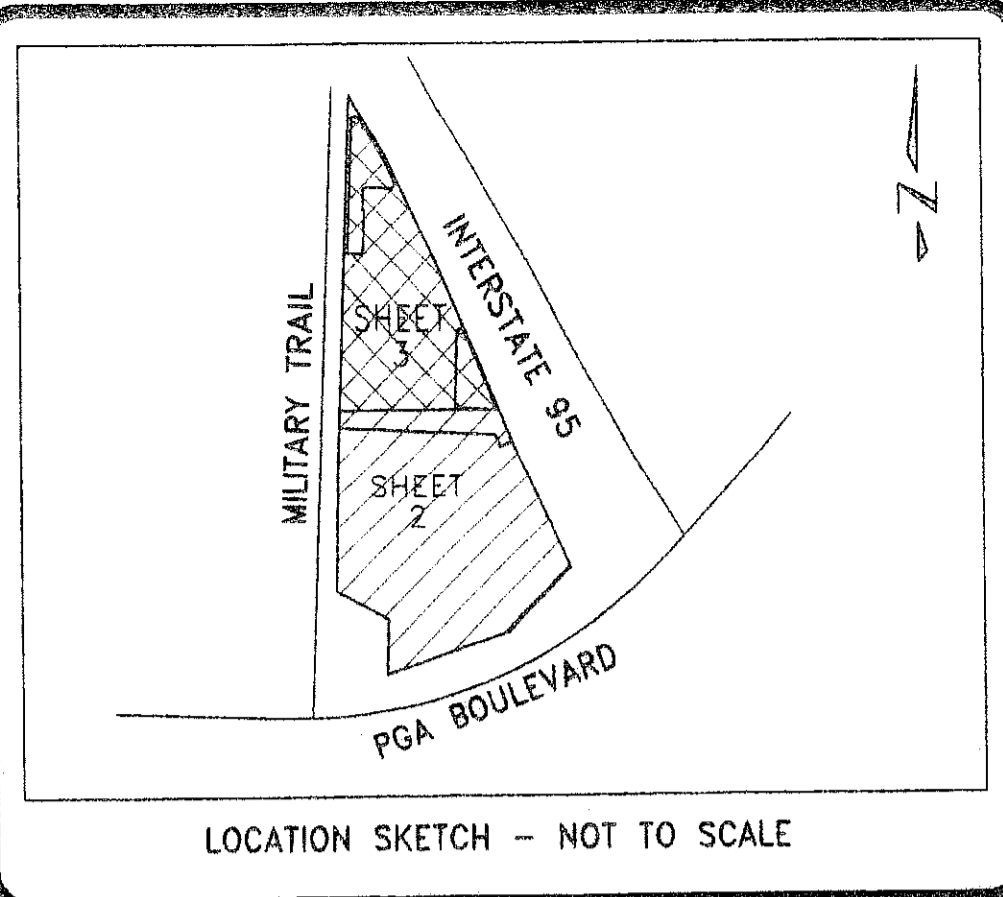 N
INTERSTATE 95
MILITARY TRAIL
SHEET
3
SHEET
2
PGA BOULEVARD
LOCATION SKETCH - NOT TO SCALE